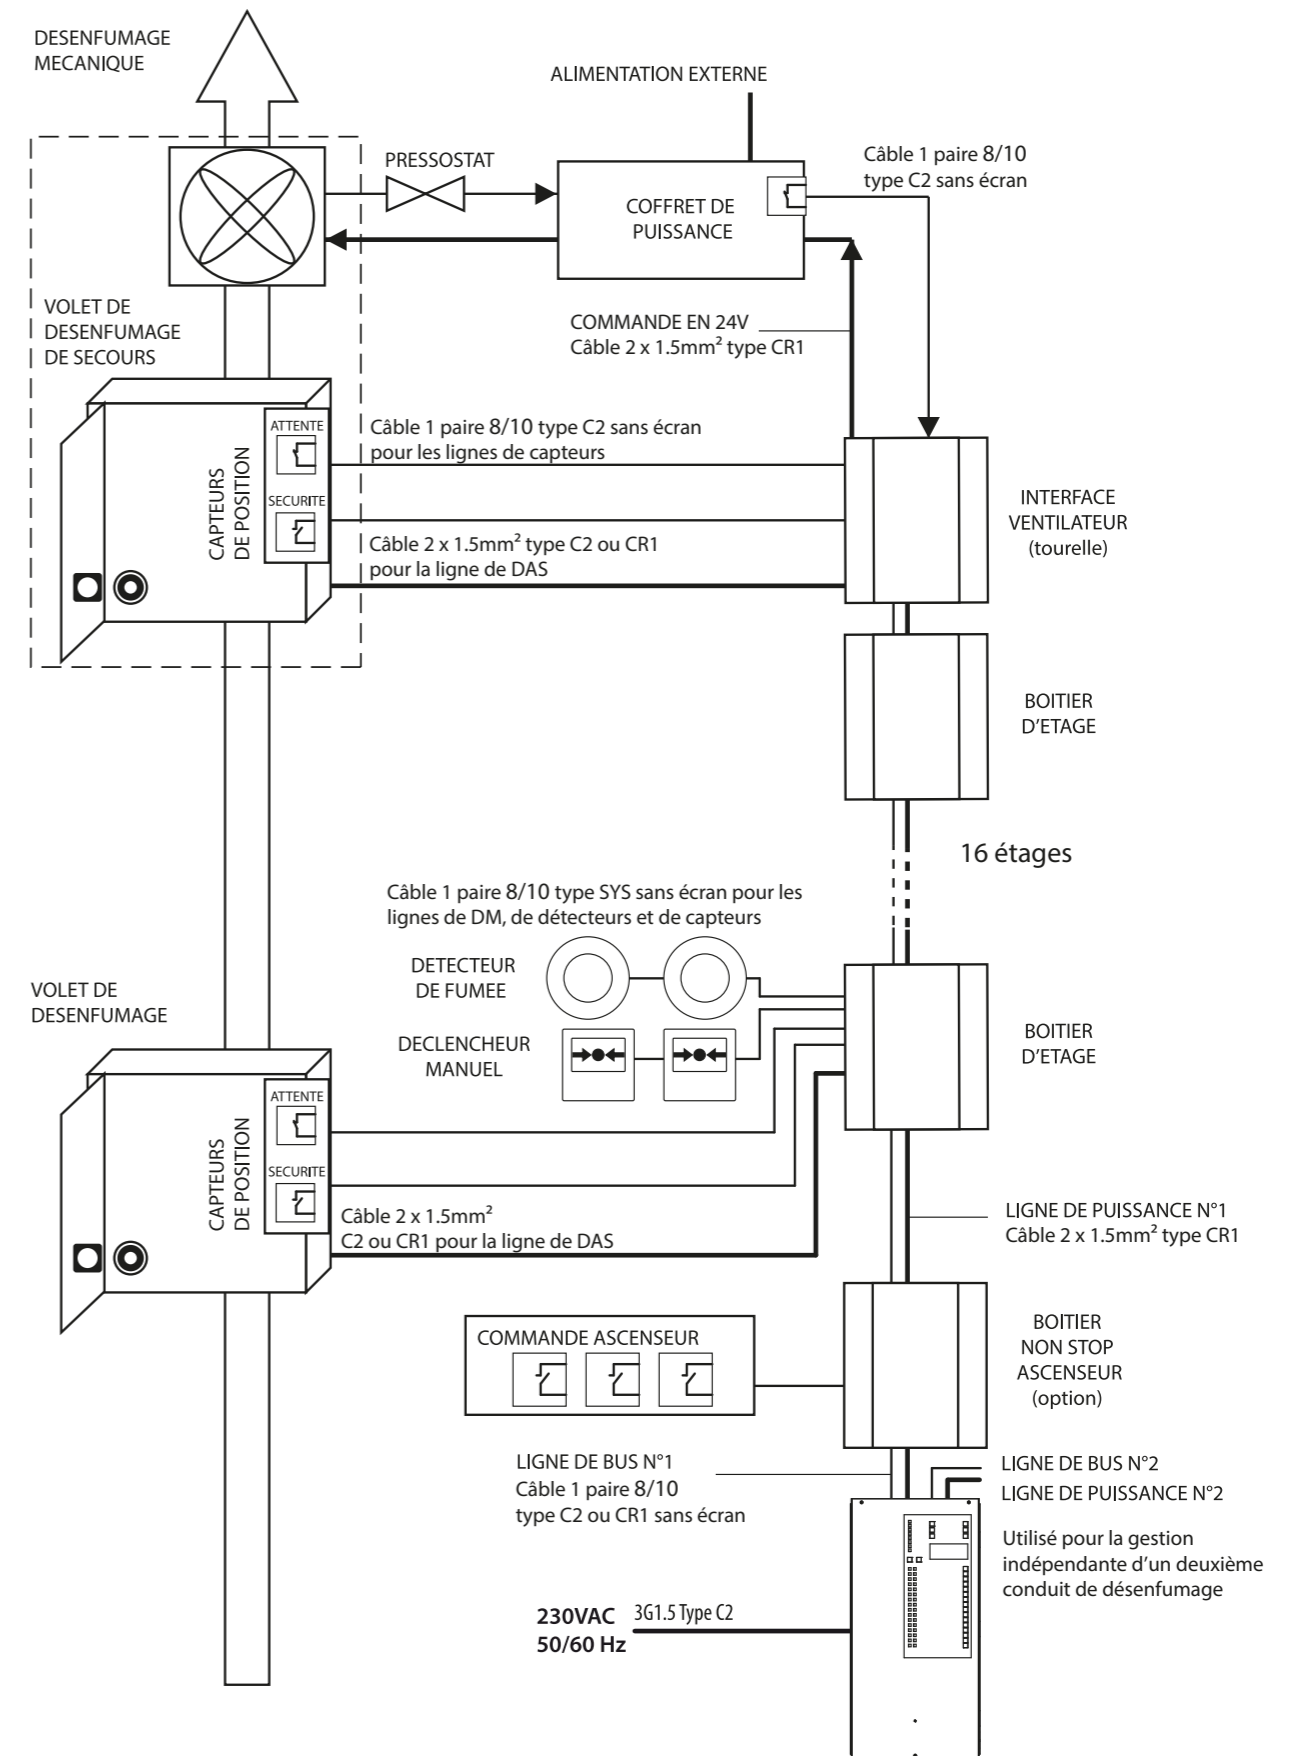 DESENFUMAGE
MECANIQUE
ALIMENTATION EXTERNE
PRESSOSTAT
Câble 1 paire 8/10
type C2 sans écran
COFFRET DE
PUISSANCE
VOLET DE
DESENFUMAGE
DE SECOURS
COMMANDE EN 24V
Câble 2 x 1.5mm² type CR1
ATTENTE
SECURITE
CAPTEURS
DE POSITION
Câble 1 paire 8/10 type C2 sans écran
pour les lignes de capteurs
Câble 2 x 1.5mm² type C2 ou CR1
pour la ligne de DAS
INTERFACE
VENTILATEUR
(tourelle)
BOITIER
D'ETAGE
16 étages
Câble 1 paire 8/10 type SYS sans écran pour les
lignes de DM, de détecteurs et de capteurs
DETECTEUR
DE FUMEE
DECLENCHEUR
MANUEL
BOITIER
D'ETAGE
VOLET DE
DESENFUMAGE
ATTENTE
SECURITE
CAPTEURS
DE POSITION
Câble 2 x 1.5mm²
C2 ou CR1 pour la ligne de DAS
LIGNE DE PUISSANCE N°1
Câble 2 x 1.5mm² type CR1
COMMANDE ASCENSEUR
BOITIER
NON STOP
ASCENSEUR
(option)
LIGNE DE BUS N°1
Câble 1 paire 8/10
type C2 ou CR1 sans écran
LIGNE DE BUS N°2
LIGNE DE PUISSANCE N°2
Utilisé pour la gestion
indépendante d'un deuxième
conduit de désenfumage
230VAC
50/60 Hz
3G1.5 Type C2